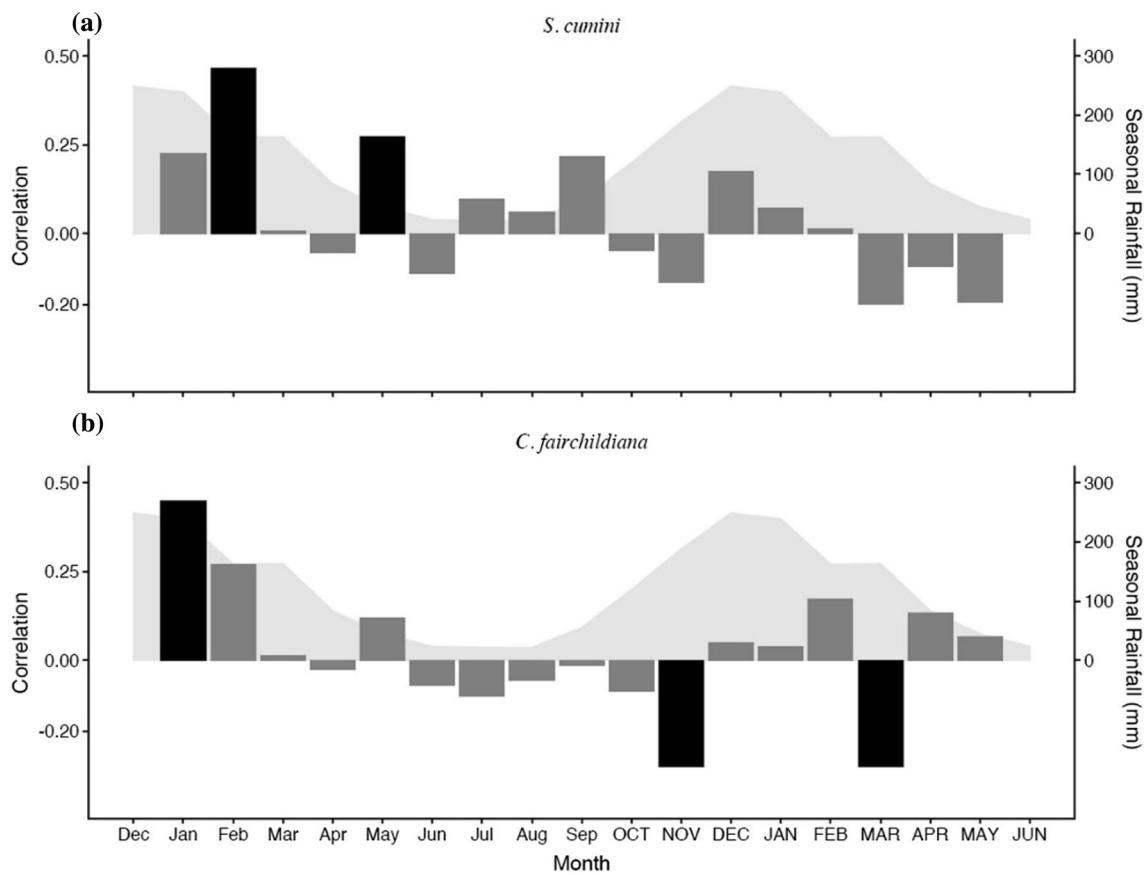 (a)
S. cumini
0.50
0.25
0.00
-0.20
Correlation
300
200
100
0
Seasonal Rainfall (mm)
(b)
C. fairchildiana
0.50
0.25
0.00
-0.20
Correlation
300
200
100
0
Seasonal Rainfall (mm)
Dec Jan Feb Mar Apr May Jun Jul Aug Sep OCT NOV DEC JAN FEB MAR APR MAY JUN
Month